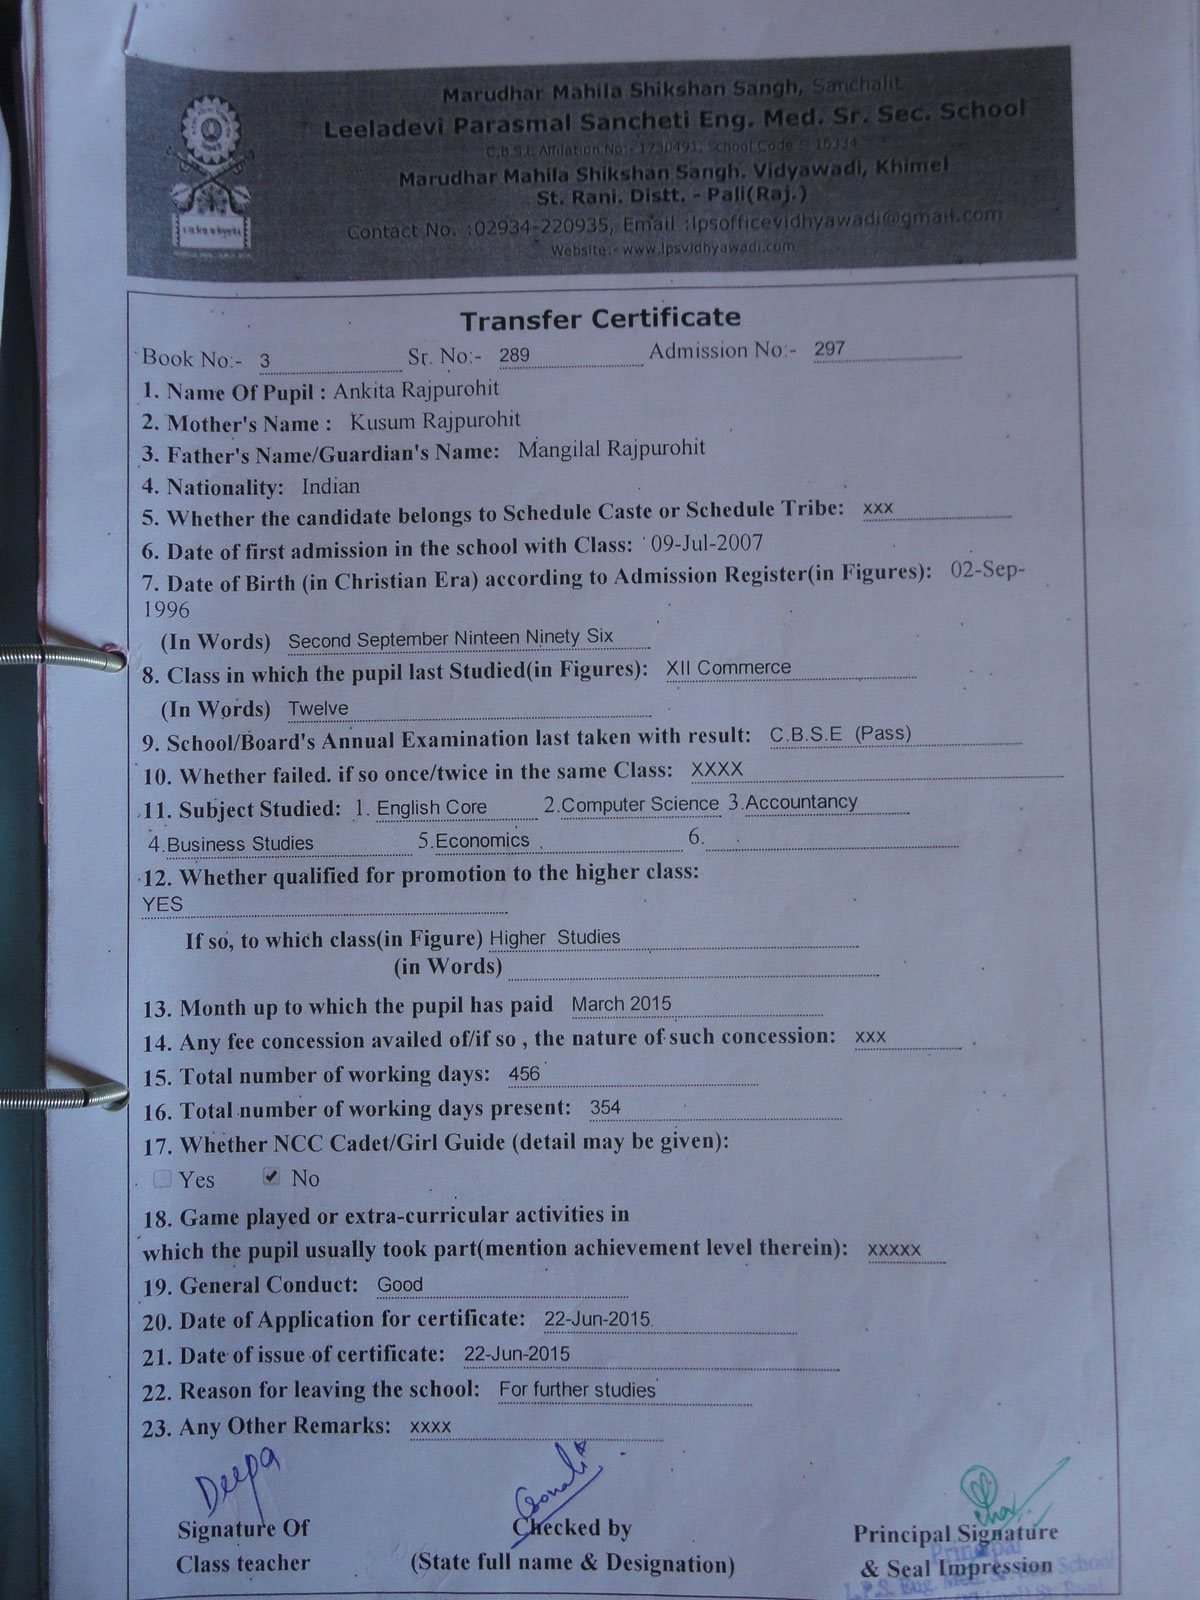 Marudhar Mahila Shikshan Sangh, Sanchalit
Leeladevi Parasmal Sancheti Eng. Med. Sr. Sec. School
C.B.S.E Affilation No:- 1730491, School Code :- 16334
Marudhar Mahila Shikshan Sangh. Vidyawadi, Khimel
St. Rani. Distt. - Pali(Raj.)
Contact No. :02934-220935, Email :lpsofficevidhyawadi@gmail.com
Website:- www.lpsvidhyawadi.com
Transfer Certificate
Book No:- 3 Sr. No:- 289 Admission No:- 297
1. Name Of Pupil : Ankita Rajpurohit
2. Mother's Name : Kusum Rajpurohit
3. Father's Name/Guardian's Name: Mangilal Rajpurohit
4. Nationality: Indian
5. Whether the candidate belongs to Schedule Caste or Schedule Tribe: xxx
6. Date of first admission in the school with Class: 09-Jul-2007
7. Date of Birth (in Christian Era) according to Admission Register(in Figures): 02-Sep-
1996
(In Words) Second September Ninteen Ninety Six
8. Class in which the pupil last Studied(in Figures): XII Commerce
(In Words) Twelve
9. School/Board's Annual Examination last taken with result: C.B.S.E (Pass)
10. Whether failed. if so once/twice in the same Class: XXXX
11. Subject Studied: 1. English Core 2.Computer Science 3.Accountancy
4.Business Studies 5.Economics 6.
12. Whether qualified for promotion to the higher class:
YES
If so, to which class(in Figure) Higher Studies
(in Words)
13. Month up to which the pupil has paid March 2015
14. Any fee concession availed of/if so , the nature of such concession: xxx
15. Total number of working days: 456
16. Total number of working days present: 354
17. Whether NCC Cadet/Girl Guide (detail may be given):
Yes No
18. Game played or extra-curricular activities in
which the pupil usually took part(mention achievement level therein): xxxxx
19. General Conduct: Good
20. Date of Application for certificate: 22-Jun-2015
21. Date of issue of certificate: 22-Jun-2015
22. Reason for leaving the school: For further studies
23. Any Other Remarks: xxxx
Deepa
Signature Of Checked by Principal Signature
Class teacher (State full name & Designation) & Seal Impression
Principal
L.P.S. Eng. Med. School